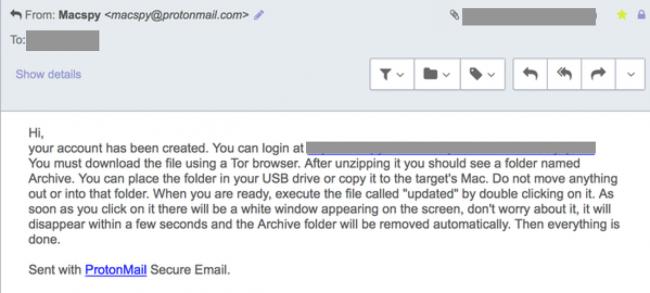 From: Macspy <macspy@protonmail.com>
To:
Show details
Hi,
your account has been created. You can login at
You must download the file using a Tor browser. After unzipping it you should see a folder named
Archive. You can place the folder in your USB drive or copy it to the target's Mac. Do not move anything
out or into that folder. When you are ready, execute the file called "updated" by double clicking on it. As
soon as you click on it there will be a white window appearing on the screen, don't worry about it, it will
disappear within a few seconds and the Archive folder will be removed automatically. Then everything is
done.
Sent with ProtonMail Secure Email.